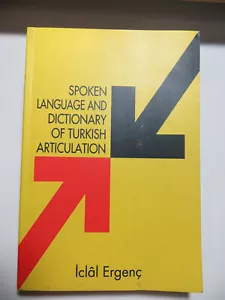 SPOKEN
LANGUAGE AND
DICTIONARY
OF TURKISH
ARTICULATION
İclâl Ergenç